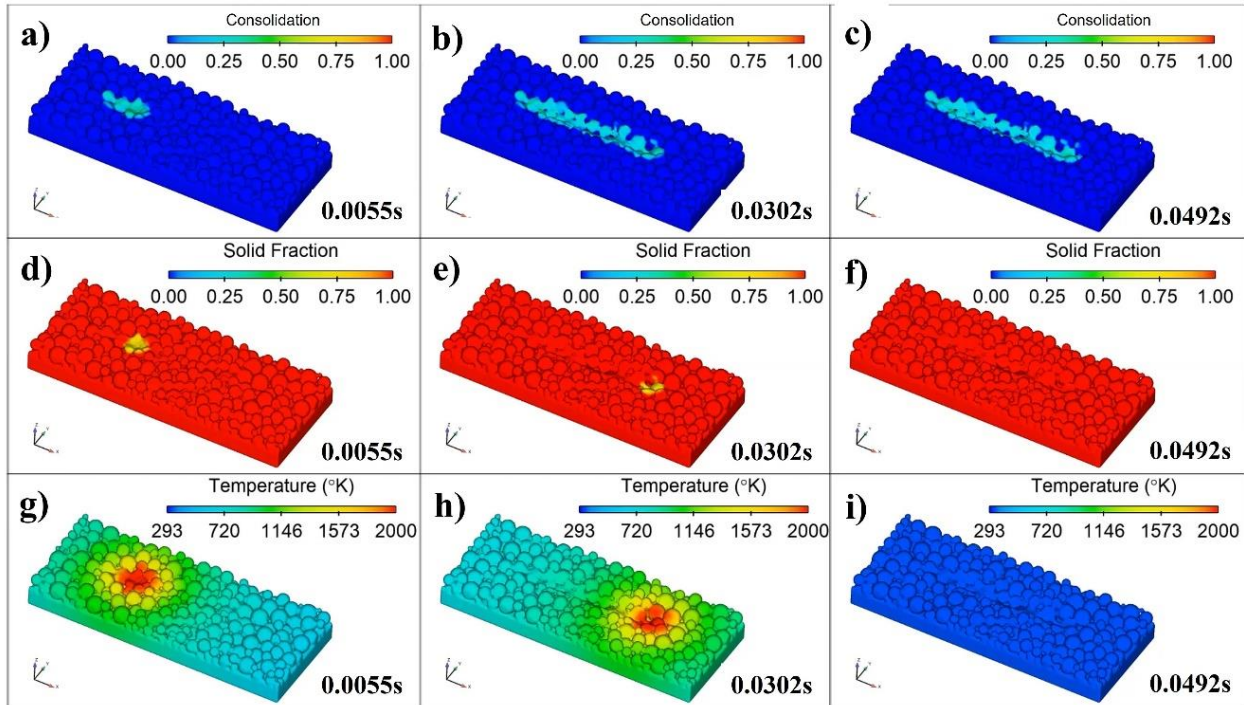 a)
Consolidation
0.00 0.25 0.50 0.75 1.00
0.0055s
b)
Consolidation
0.00 0.25 0.50 0.75 1.00
0.0302s
c)
Consolidation
0.00 0.25 0.50 0.75 1.00
0.0492s
d)
Solid Fraction
0.00 0.25 0.50 0.75 1.00
0.0055s
e)
Solid Fraction
0.00 0.25 0.50 0.75 1.00
0.0302s
f)
Solid Fraction
0.00 0.25 0.50 0.75 1.00
0.0492s
g)
Temperature (°K)
293 720 1146 1573 2000
0.0055s
h)
Temperature (°K)
293 720 1146 1573 2000
0.0302s
i)
Temperature (°K)
293 720 1146 1573 2000
0.0492s